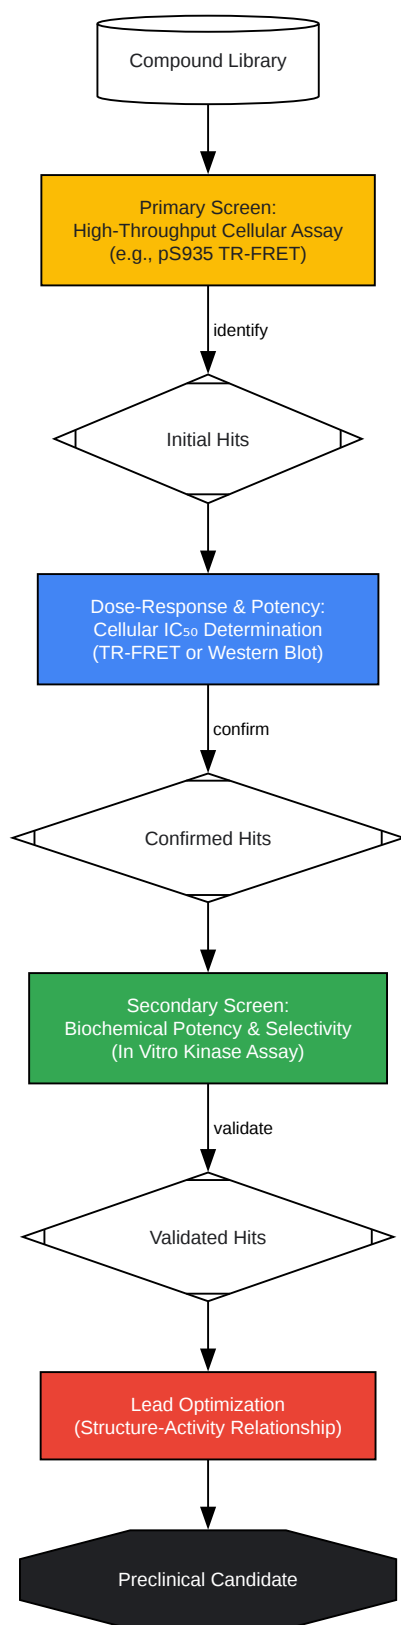 Compound Library
Primary Screen:
High-Throughput Cellular Assay
(e.g., pS935 TR-FRET)
identify
Initial Hits
Dose-Response & Potency:
Cellular IC₅₀ Determination
(TR-FRET or Western Blot)
confirm
Confirmed Hits
Secondary Screen:
Biochemical Potency & Selectivity
(In Vitro Kinase Assay)
validate
Validated Hits
Lead Optimization
(Structure-Activity Relationship)
Preclinical Candidate